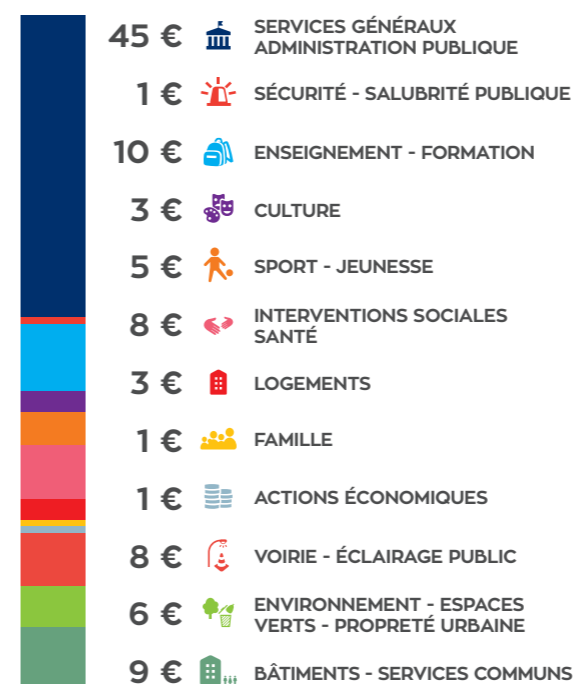 45 € SERVICES GÉNÉRAUX
ADMINISTRATION PUBLIQUE
1 € SÉCURITÉ - SALUBRITÉ PUBLIQUE
10 € ENSEIGNEMENT - FORMATION
3 € CULTURE
5 € SPORT - JEUNESSE
8 € INTERVENTIONS SOCIALES
SANTÉ
3 € LOGEMENTS
1 € FAMILLE
1 € ACTIONS ÉCONOMIQUES
8 € VOIRIE - ÉCLAIRAGE PUBLIC
6 € ENVIRONNEMENT - ESPACES
VERTS - PROPRETÉ URBAINE
9 € BÂTIMENTS - SERVICES COMMUNS